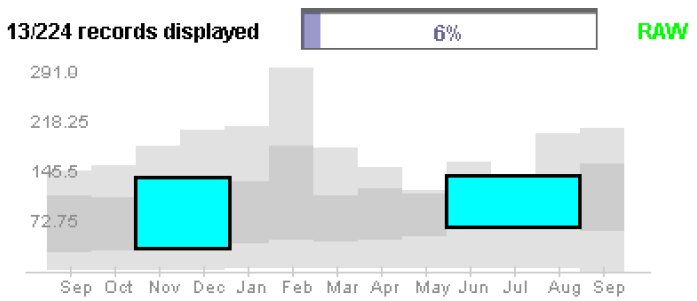 13/224 records displayed 6% RAW
291.0
218.25
145.5
72.75
Sep Oct Nov Dec Jan Feb Mar Apr May Jun Jul Aug Sep